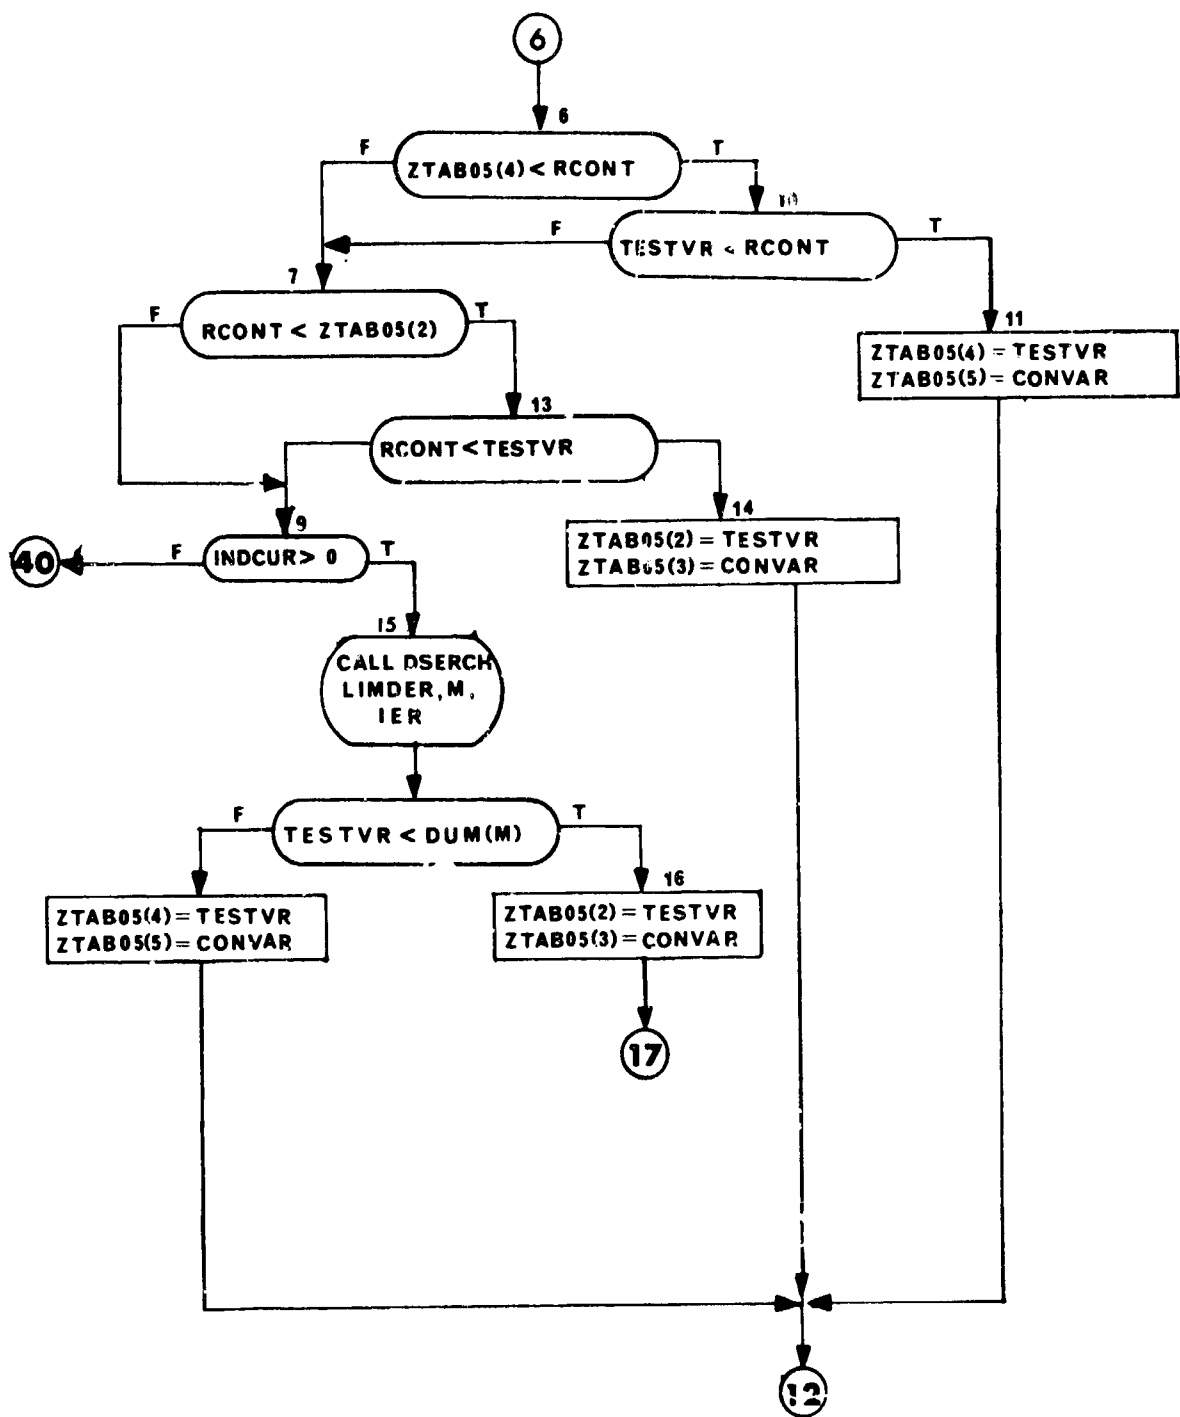 6
6
F
T
ZTAB05(4) < RCONT
10
F
T
TESTVR < RCONT
7
F
T
RCONT < ZTAB05(2)
11
ZTAB05(4) = TESTVR
ZTAB05(5) = CONVAR
13
RCONT < TESTVR
9
14
ZTAB05(2) = TESTVR
ZTAB05(3) = CONVAR
40
F
INDCUR > 0
T
15
CALL DSERCH
LIMDER, M,
IER
F
T
TESTVR < DUM(M)
16
ZTAB05(4) = TESTVR
ZTAB05(5) = CONVAR
ZTAB05(2) = TESTVR
ZTAB05(3) = CONVAR
17
12